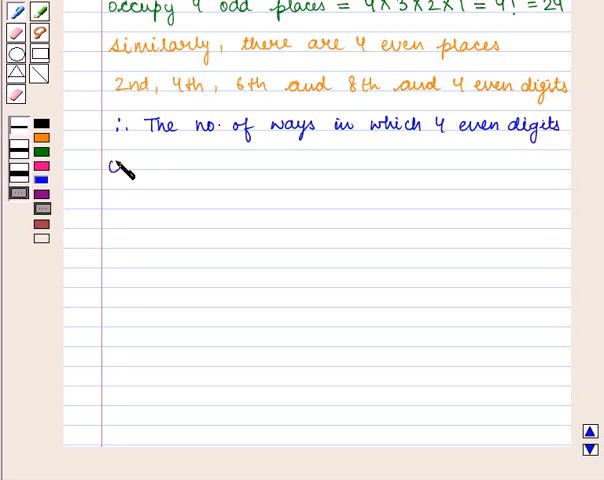 occupy 4 odd places = 4×3×2×1 = 4! = 24
similarly, there are 4 even places
2nd, 4th, 6th and 8th and 4 even digits
∴ The no. of ways in which 4 even digits